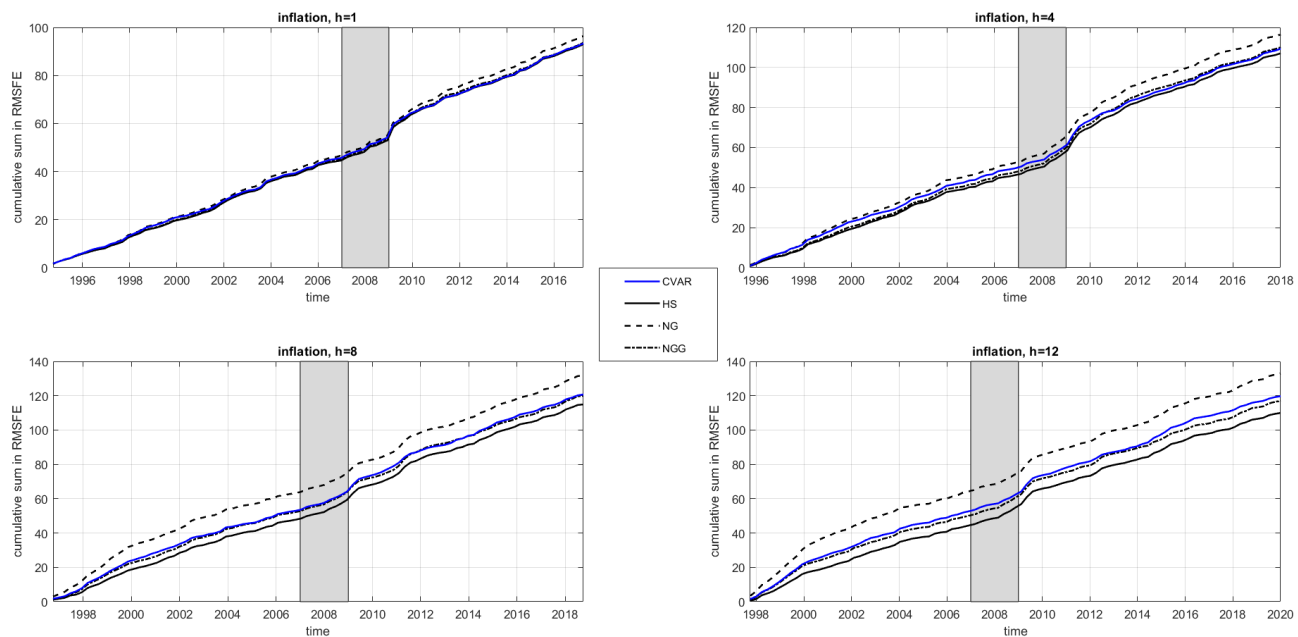 inflation, h=1
100
80
60
40
20
0
cumulative sum in RMSFE
1996 1998 2000 2002 2004 2006 2008 2010 2012 2014 2016
time
inflation, h=4
120
100
80
60
40
20
0
cumulative sum in RMSFE
1996 1998 2000 2002 2004 2006 2008 2010 2012 2014 2016 2018
time
CVAR
HS
NG
NGG
inflation, h=8
140
120
100
80
60
40
20
0
cumulative sum in RMSFE
1998 2000 2002 2004 2006 2008 2010 2012 2014 2016 2018
time
inflation, h=12
140
120
100
80
60
40
20
0
cumulative sum in RMSFE
1998 2000 2002 2004 2006 2008 2010 2012 2014 2016 2018 2020
time